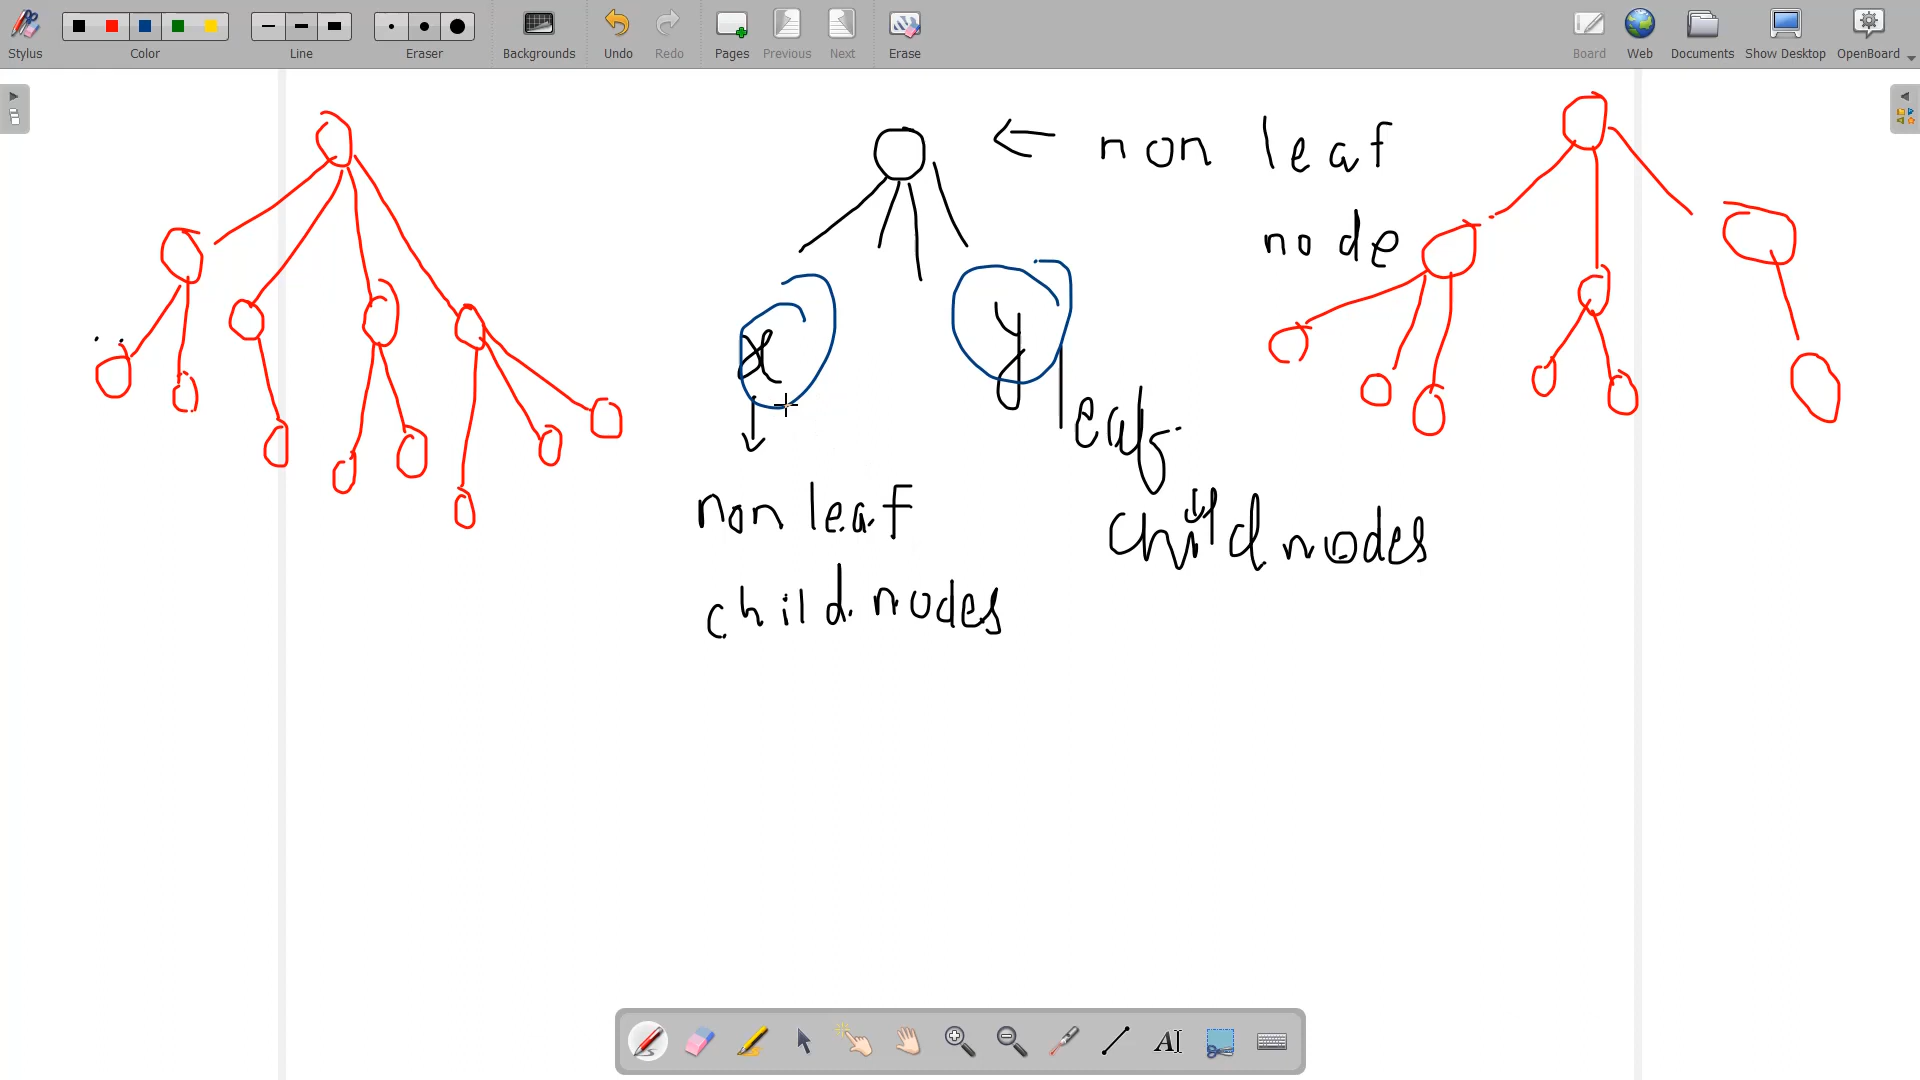 Stylus Color Line Eraser Backgrounds Undo Redo Pages Previous Next Erase Board Web Documents Show Desktop OpenBoard
← non leaf
node
x y
leaf
non leaf
child nodes
child nodes
AI